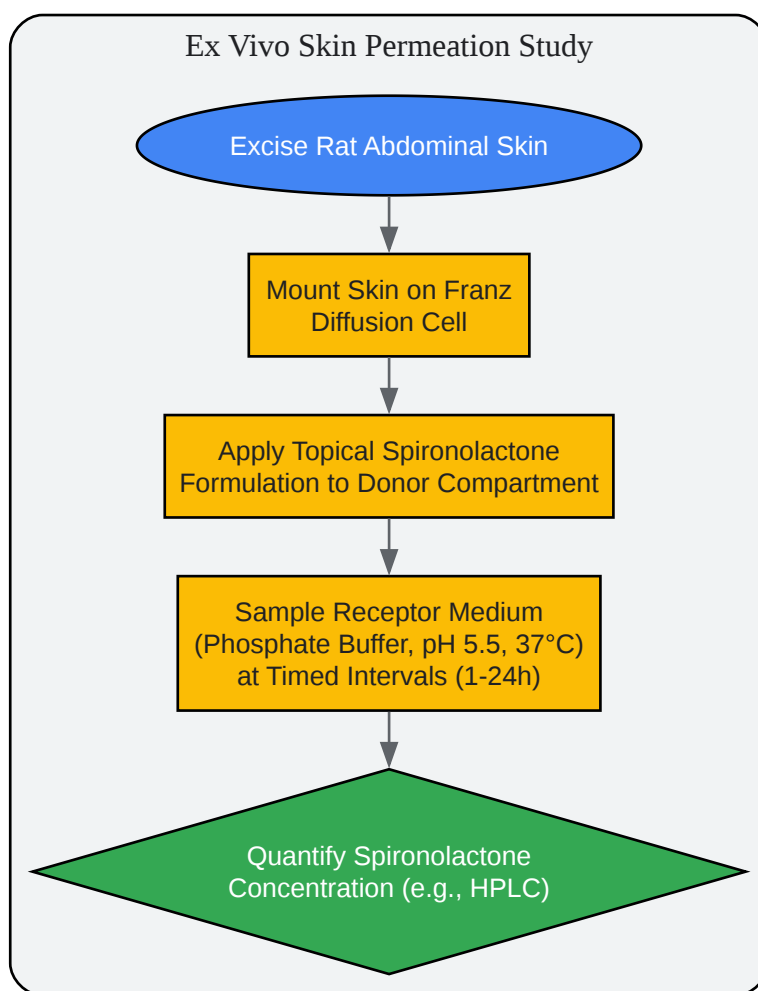 Ex Vivo Skin Permeation Study
Excise Rat Abdominal Skin
Mount Skin on Franz
Diffusion Cell
Apply Topical Spironolactone
Formulation to Donor Compartment
Sample Receptor Medium
(Phosphate Buffer, pH 5.5, 37°C)
at Timed Intervals (1-24h)
Quantify Spironolactone
Concentration (e.g., HPLC)